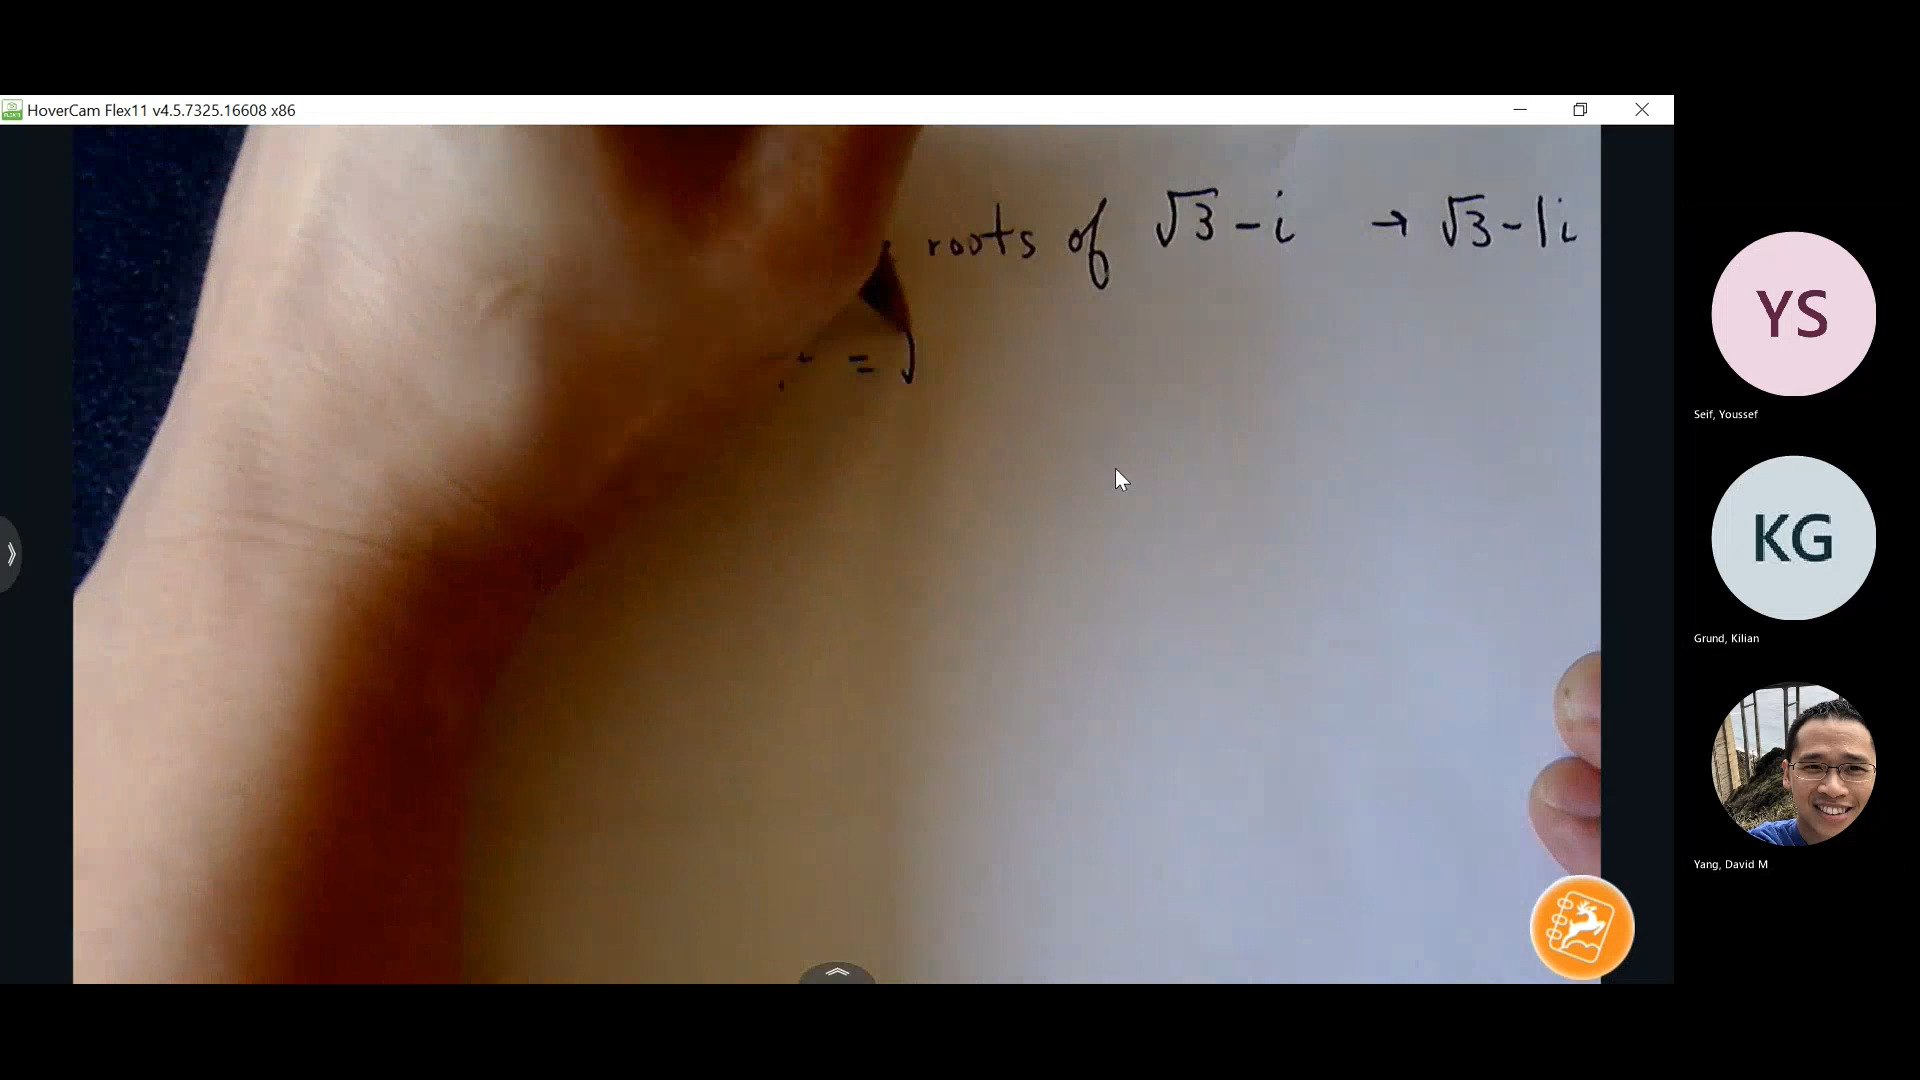 HoverCam Flex11 v4.5.7325.16608 x86
roots of √3 - i → √3 - 1i
= √
YS
Seif, Youssef
KG
Grund, Kilian
Yang, David M